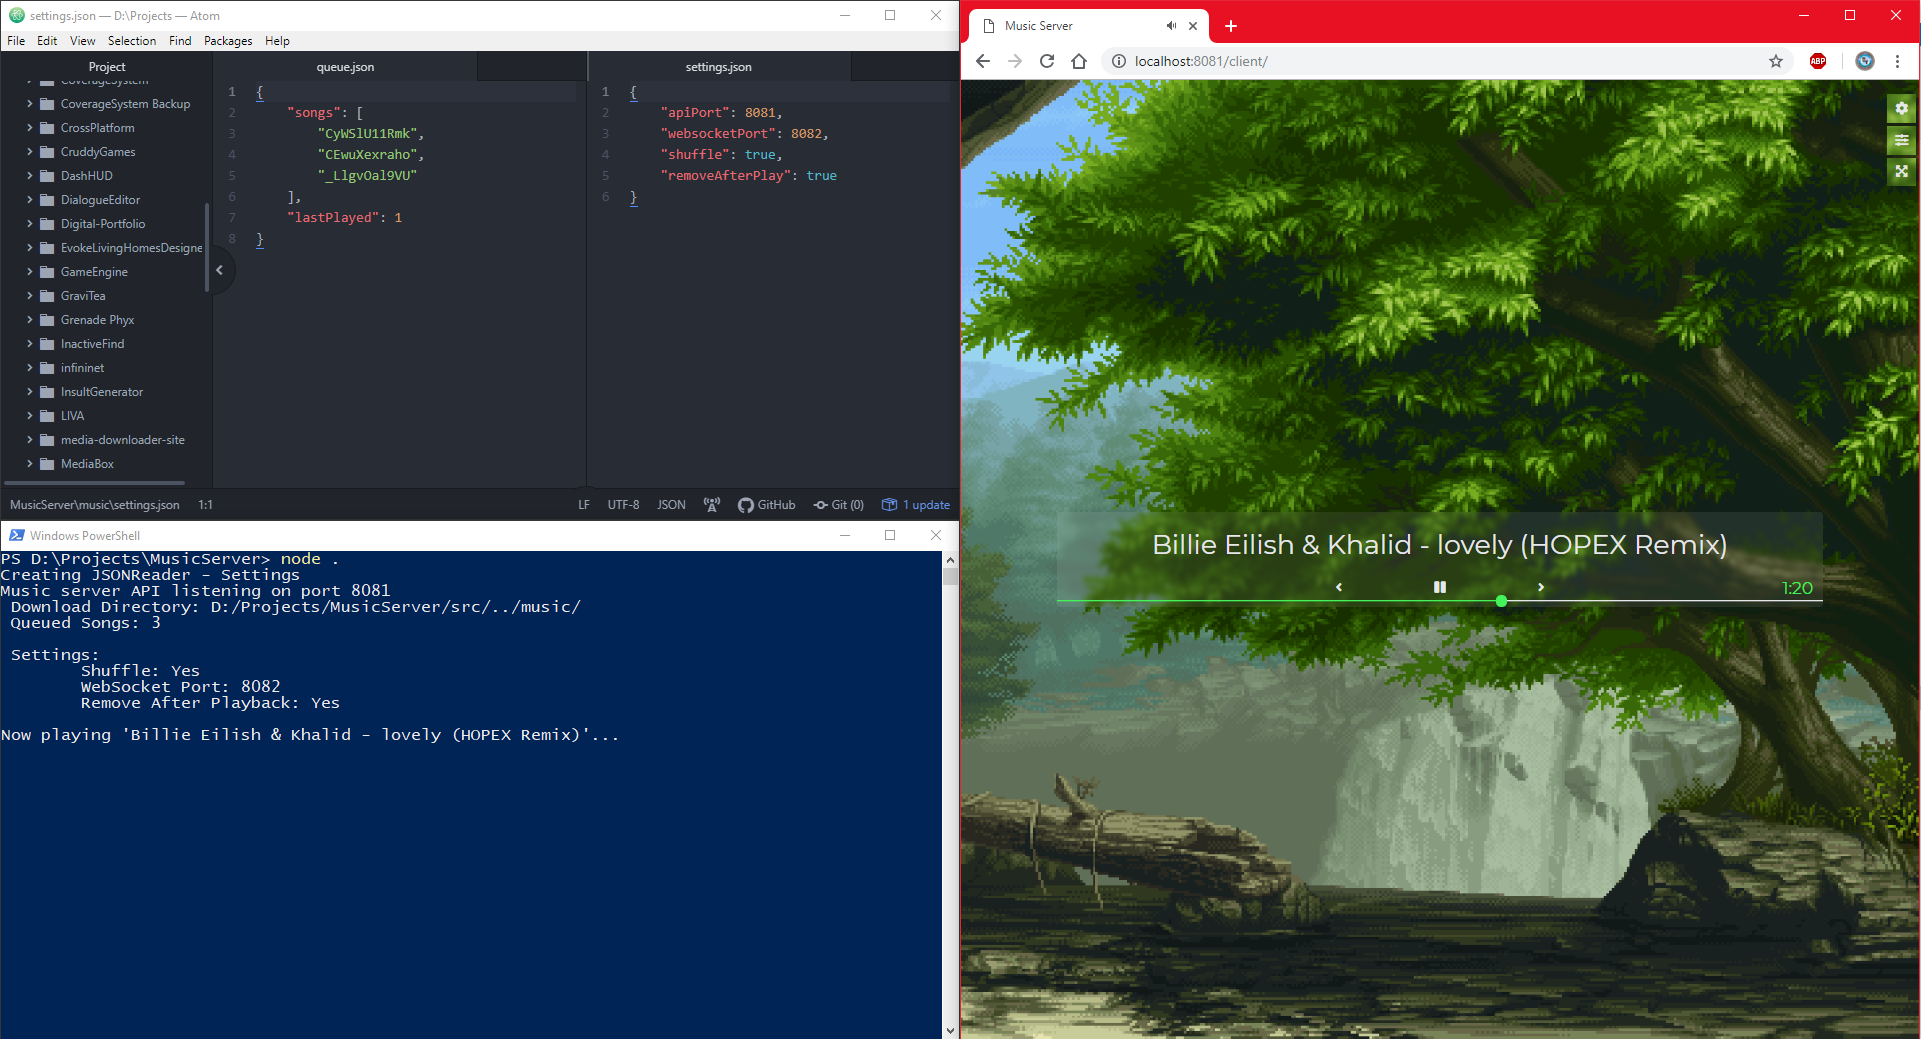 settings.json — D:\Projects — Atom
File Edit View Selection Find Packages Help
Project
CoverageSystem
CoverageSystem Backup
CrossPlatform
CruddyGames
DashHUD
DialogueEditor
Digital-Portfolio
EvokeLivingHomesDesigne
GameEngine
GraviTea
Grenade Phyx
InactiveFind
infininet
InsultGenerator
LIVA
media-downloader-site
MediaBox
queue.json
1 {
2 "songs": [
3 "CyWSlU11Rmk",
4 "CEwuXexraho",
5 "_LlgvOal9VU"
6 ],
7 "lastPlayed": 1
8 }
settings.json
1 {
2 "apiPort": 8081,
3 "websocketPort": 8082,
4 "shuffle": true,
5 "removeAfterPlay": true
6 }
MusicServer\music\settings.json 1:1 LF UTF-8 JSON GitHub Git (0) 1 update
Windows PowerShell
PS D:\Projects\MusicServer> node .
Creating JSONReader - Settings
Music server API listening on port 8081
Download Directory: D:/Projects/MusicServer/src/../music/
Queued Songs: 3
Settings:
Shuffle: Yes
WebSocket Port: 8082
Remove After Playback: Yes
Now playing 'Billie Eilish & Khalid - lovely (HOPEX Remix)'...
Music Server
localhost:8081/client/
ABP
Billie Eilish & Khalid - lovely (HOPEX Remix)
1:20